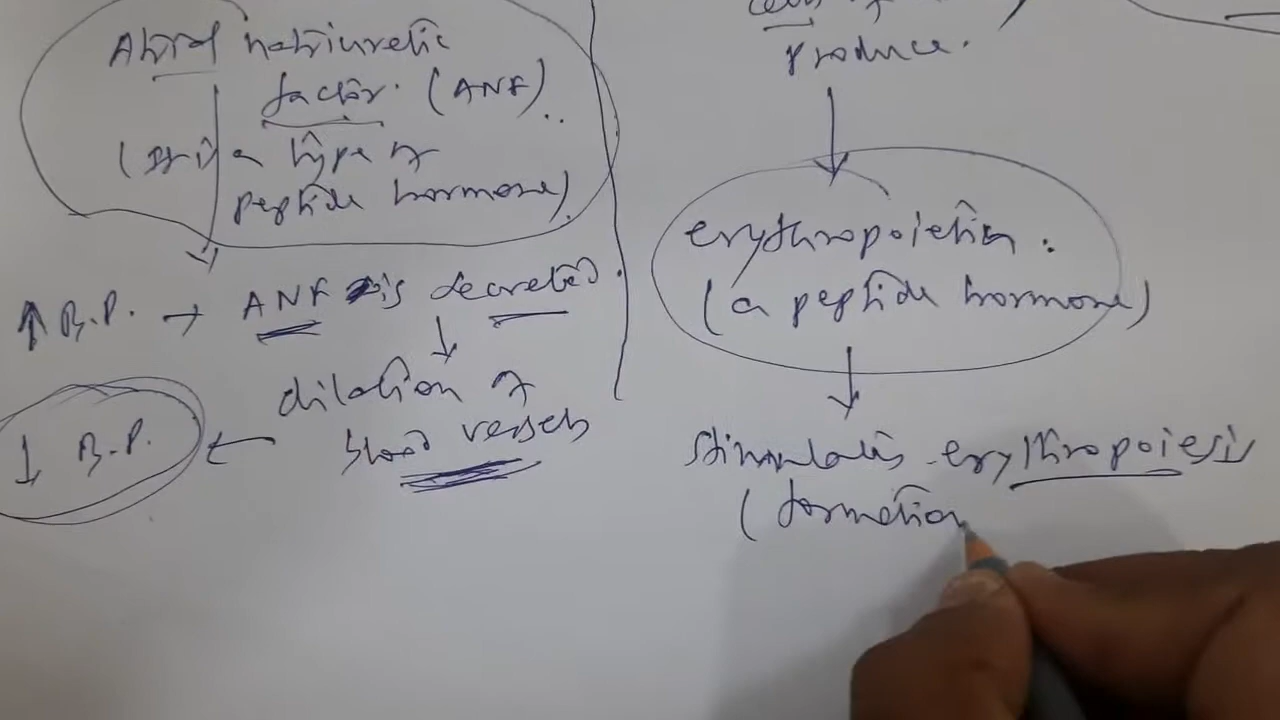 Atrial natriuretic
factor. (ANF)..
(It is a type of
peptide hormone).
↑ B.P. → ANF is secreted.
dilation of
blood vessels
↓ B.P. ←
produce.
erythropoietin.
(a peptide hormone)
Stimulates erythropoiesis
(formation